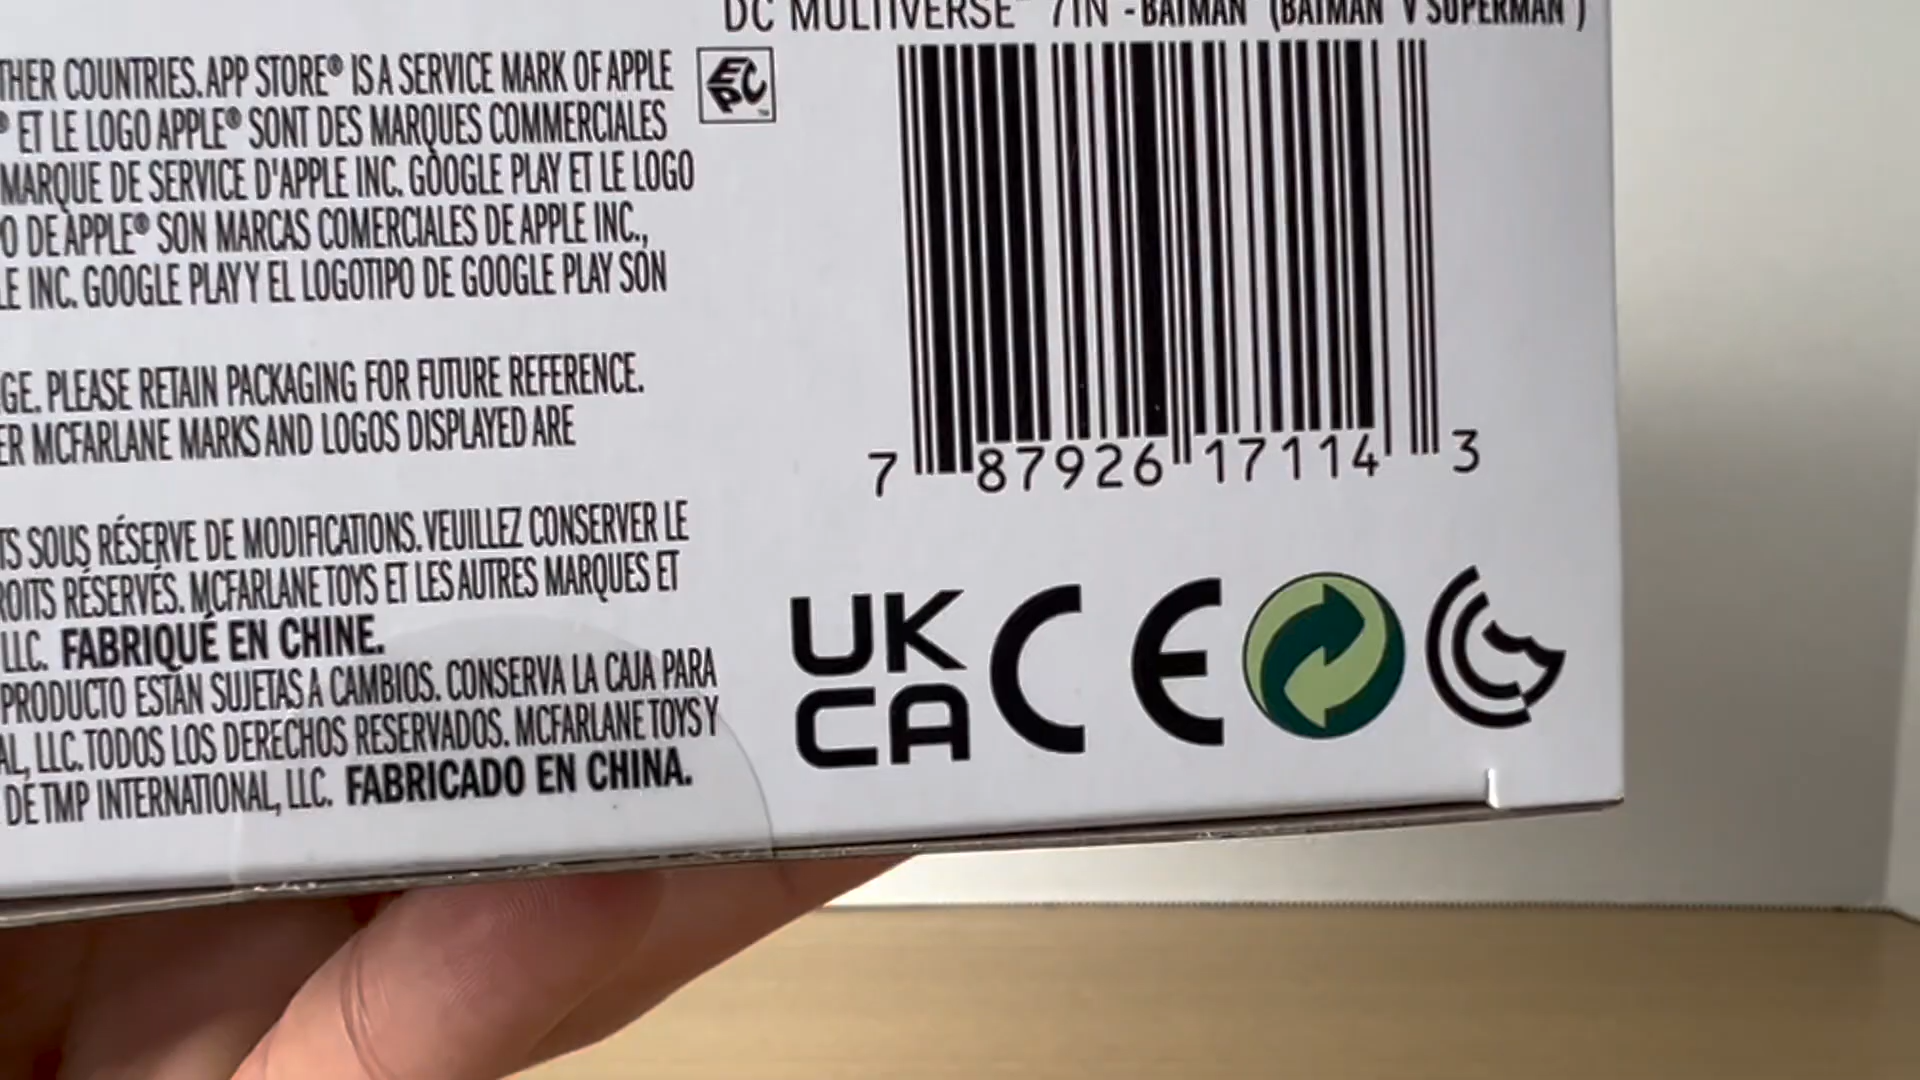 DC MULTIVERSE™ 7IN - BATMAN™ (BATMAN™ V SUPERMAN™)
THER COUNTRIES. APP STORE® IS A SERVICE MARK OF APPLE
® ET LE LOGO APPLE® SONT DES MARQUES COMMERCIALES
MARQUE DE SERVICE D'APPLE INC. GOOGLE PLAY ET LE LOGO
O DE APPLE® SON MARCAS COMERCIALES DE APPLE INC.,
LE INC. GOOGLE PLAY Y EL LOGOTIPO DE GOOGLE PLAY SON
EPC™
GE. PLEASE RETAIN PACKAGING FOR FUTURE REFERENCE.
ER MCFARLANE MARKS AND LOGOS DISPLAYED ARE
7 87926 17114 3
TS SOUS RÉSERVE DE MODIFICATIONS. VEUILLEZ CONSERVER LE
ROITS RÉSERVÉS. MCFARLANE TOYS ET LES AUTRES MARQUES ET
LLC. FABRIQUÉ EN CHINE.
PRODUCTO ESTÁN SUJETAS A CAMBIOS. CONSERVA LA CAJA PARA
AL, LLC. TODOS LOS DERECHOS RESERVADOS. MCFARLANE TOYS Y
DE TMP INTERNATIONAL, LLC. FABRICADO EN CHINA.
UK
CA
CE